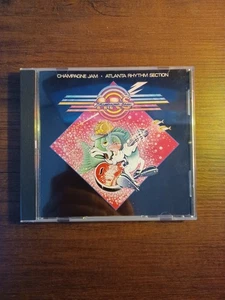 CHAMPAGNE JAM • ATLANTA RHYTHM SECTION